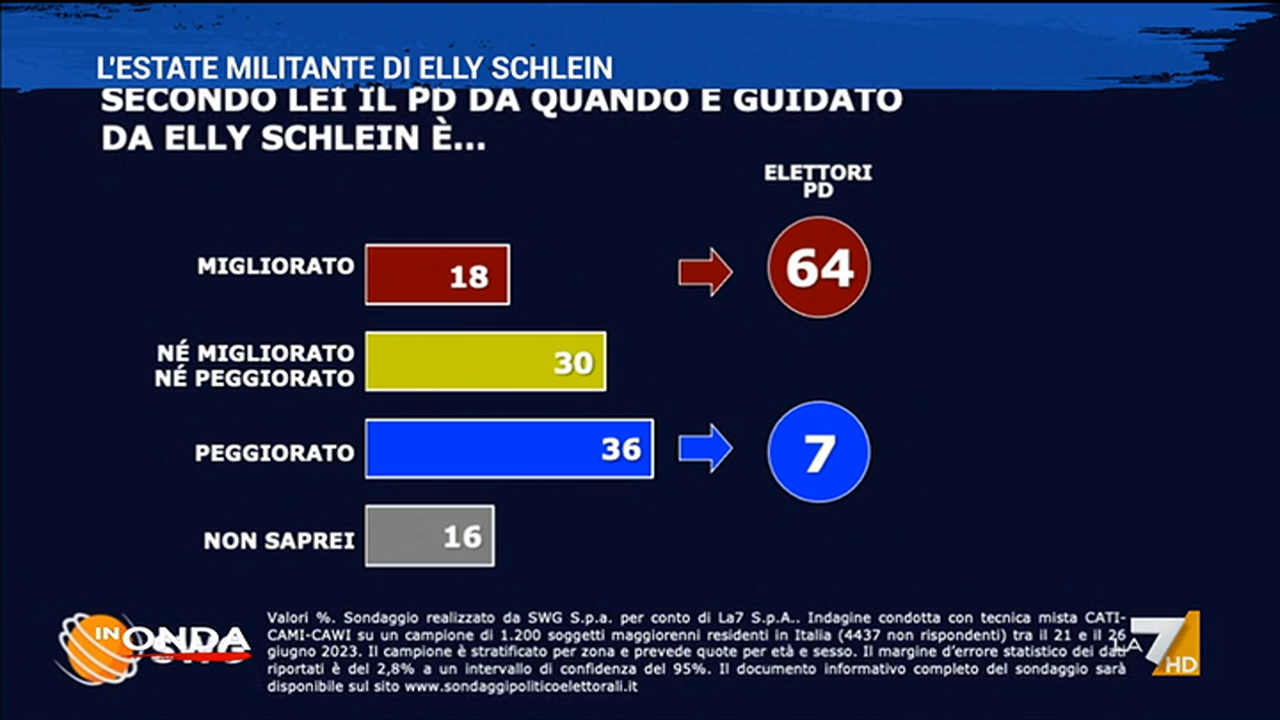 L'ESTATE MILITANTE DI ELLY SCHLEIN
SECONDO LEI IL PD DA QUANDO È GUIDATO
DA ELLY SCHLEIN È...
ELETTORI
PD
MIGLIORATO
18
64
NÉ MIGLIORATO
NÉ PEGGIORATO
30
PEGGIORATO
36
7
NON SAPREI
16
IN ONDA
SWG
Valori %. Sondaggio realizzato da SWG S.p.a. per conto di La7 S.p.A.. Indagine condotta con tecnica mista CATI-
CAMI-CAWI su un campione di 1.200 soggetti maggiorenni residenti in Italia (4437 non rispondenti) tra il 21 e il 26
giugno 2023. Il campione è stratificato per zona e prevede quote per età e sesso. Il margine d'errore statistico dei dati
riportati è del 2,8% a un intervallo di confidenza del 95%. Il documento informativo completo del sondaggio sarà
disponibile sul sito www.sondaggipoliticoelettorali.it
LA 7
HD